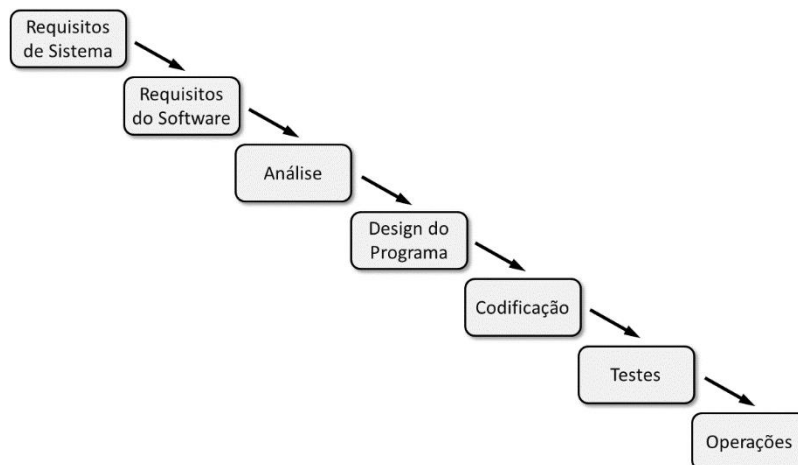 Requisitos
de Sistema
Requisitos
do Software
Análise
Design do
Programa
Codificação
Testes
Operações